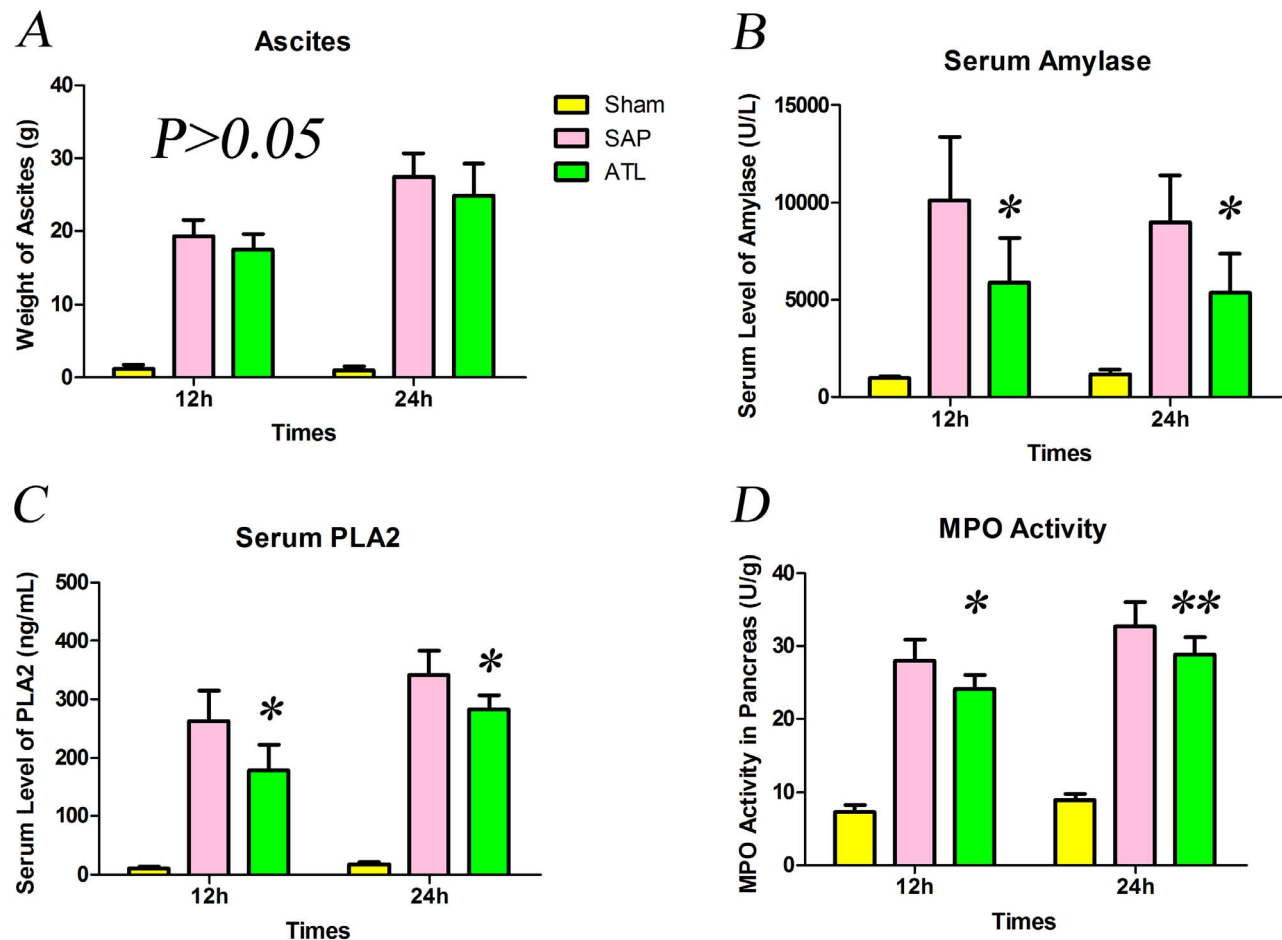 A
Ascites
Weight of Ascites (g)
40
30
20
10
0
P>0.05
12h
24h
Times
Sham
SAP
ATL
B
Serum Amylase
Serum Level of Amylase (U/L)
15000
10000
5000
0
*
*
12h
24h
Times
C
Serum PLA2
Serum Level of PLA2 (ng/mL)
500
400
300
200
100
0
*
*
12h
24h
Times
D
MPO Activity
MPO Activity in Pancreas (U/g)
40
30
20
10
0
*
**
12h
24h
Times